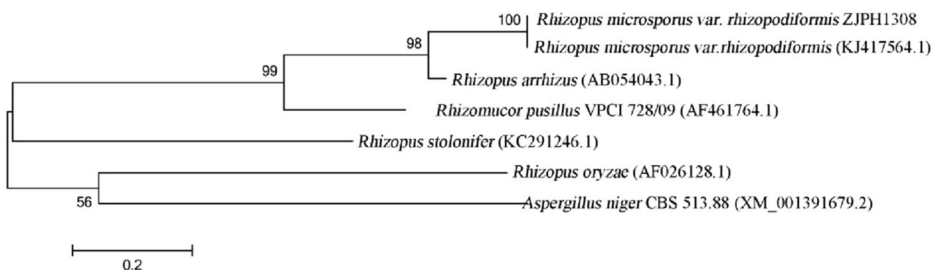 100 Rhizopus microsporus var. rhizopodiformis ZJPH1308
98 Rhizopus microsporus var.rhizopodiformis (KJ417564.1)
99 Rhizopus arrhizus (AB054043.1)
Rhizomucor pusillus VPCI 728/09 (AF461764.1)
Rhizopus stolonifer (KC291246.1)
Rhizopus oryzae (AF026128.1)
56 Aspergillus niger CBS 513.88 (XM_001391679.2)
0.2